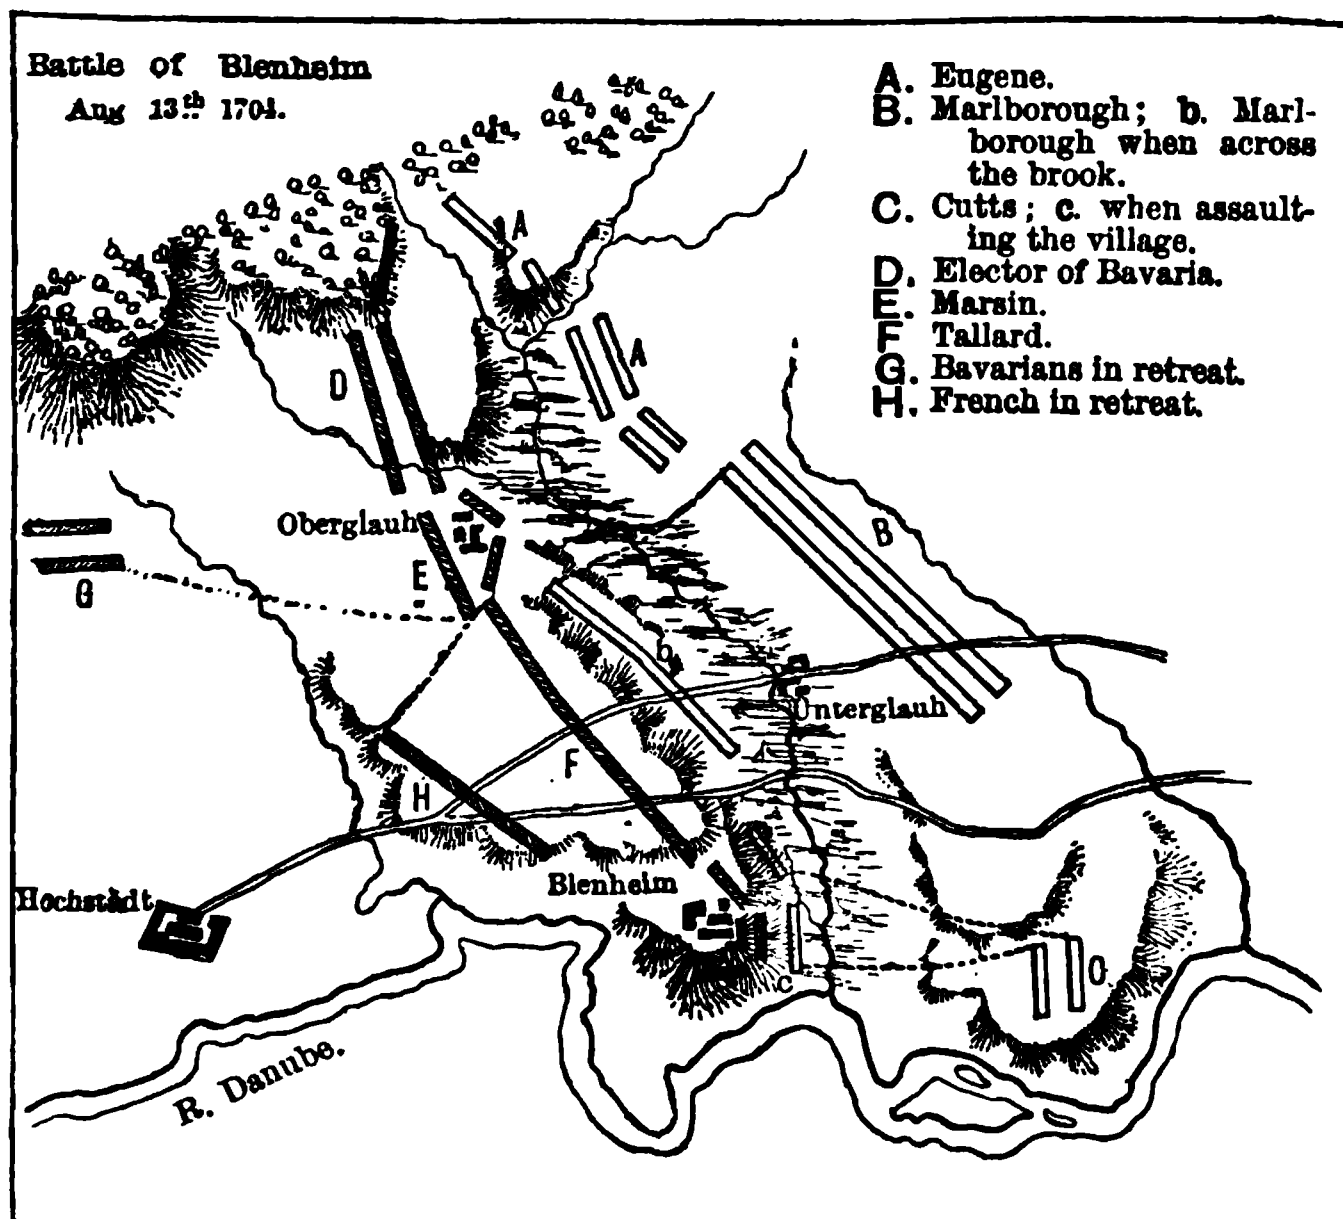 Battle of Blenheim
Aug 13th 1704.
A. Eugene.
B. Marlborough; b. Marl-
borough when across
the brook.
C. Cutts; c. when assault-
ing the village.
D. Elector of Bavaria.
E. Marsin.
F Tallard.
G. Bavarians in retreat.
H. French in retreat.
A
A
D
B
Oberglauh
E
G
b
Unterglauh
F
H
Blenheim
Hochstädt
C
c
R. Danube.